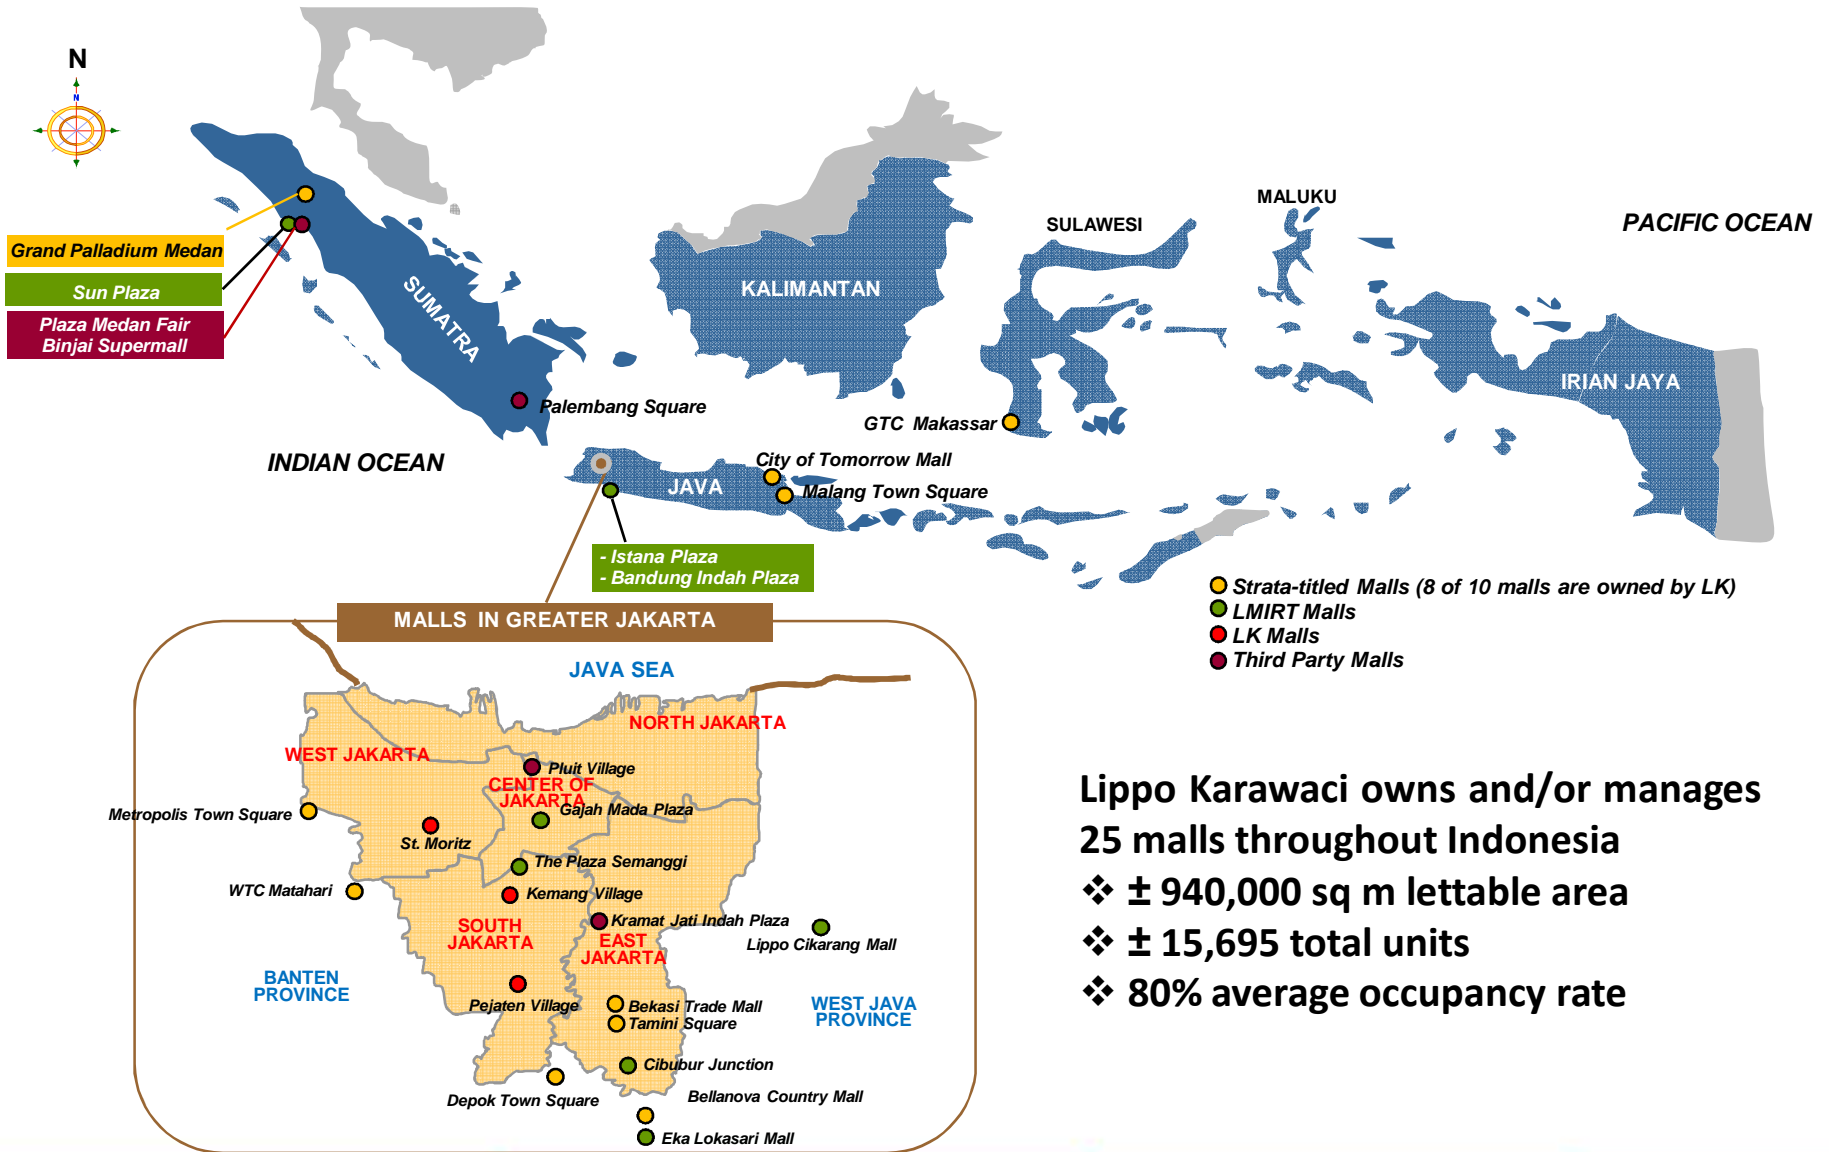 N
N
Grand Palladium Medan
Sun Plaza
Plaza Medan Fair
Binjai Supermall
SUMATRA
Palembang Square
INDIAN OCEAN
KALIMANTAN
SULAWESI
MALUKU
PACIFIC OCEAN
IRIAN JAYA
GTC Makassar
City of Tomorrow Mall
JAVA
Malang Town Square
- Istana Plaza
- Bandung Indah Plaza
Strata-titled Malls (8 of 10 malls are owned by LK)
LMIRT Malls
LK Malls
Third Party Malls
MALLS IN GREATER JAKARTA
JAVA SEA
NORTH JAKARTA
WEST JAKARTA
Pluit Village
CENTER OF
JAKARTA
Gajah Mada Plaza
Metropolis Town Square
St. Moritz
The Plaza Semanggi
WTC Matahari
Kemang Village
SOUTH
JAKARTA
Kramat Jati Indah Plaza
EAST
JAKARTA
Lippo Cikarang Mall
BANTEN
PROVINCE
Pejaten Village
Bekasi Trade Mall
Tamini Square
WEST JAVA
PROVINCE
Cibubur Junction
Depok Town Square
Bellanova Country Mall
Eka Lokasari Mall
Lippo Karawaci owns and/or manages
25 malls throughout Indonesia
❖ ± 940,000 sq m lettable area
❖ ± 15,695 total units
❖ 80% average occupancy rate